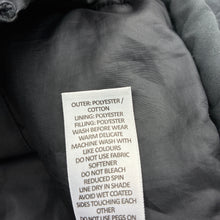 OUTER: POLYESTER /
COTTON
LINING: POLYESTER
FILLING: POLYESTER
WASH BEFORE WEAR
WARM DELICATE
MACHINE WASH WITH
LIKE COLOURS
DO NOT USE FABRIC
SOFTENER
DO NOT BLEACH
REDUCED SPIN
LINE DRY IN SHADE
AVOID WET COATED
SIDES TOUCHING EACH
OTHER
DO NOT USE PEGS ON